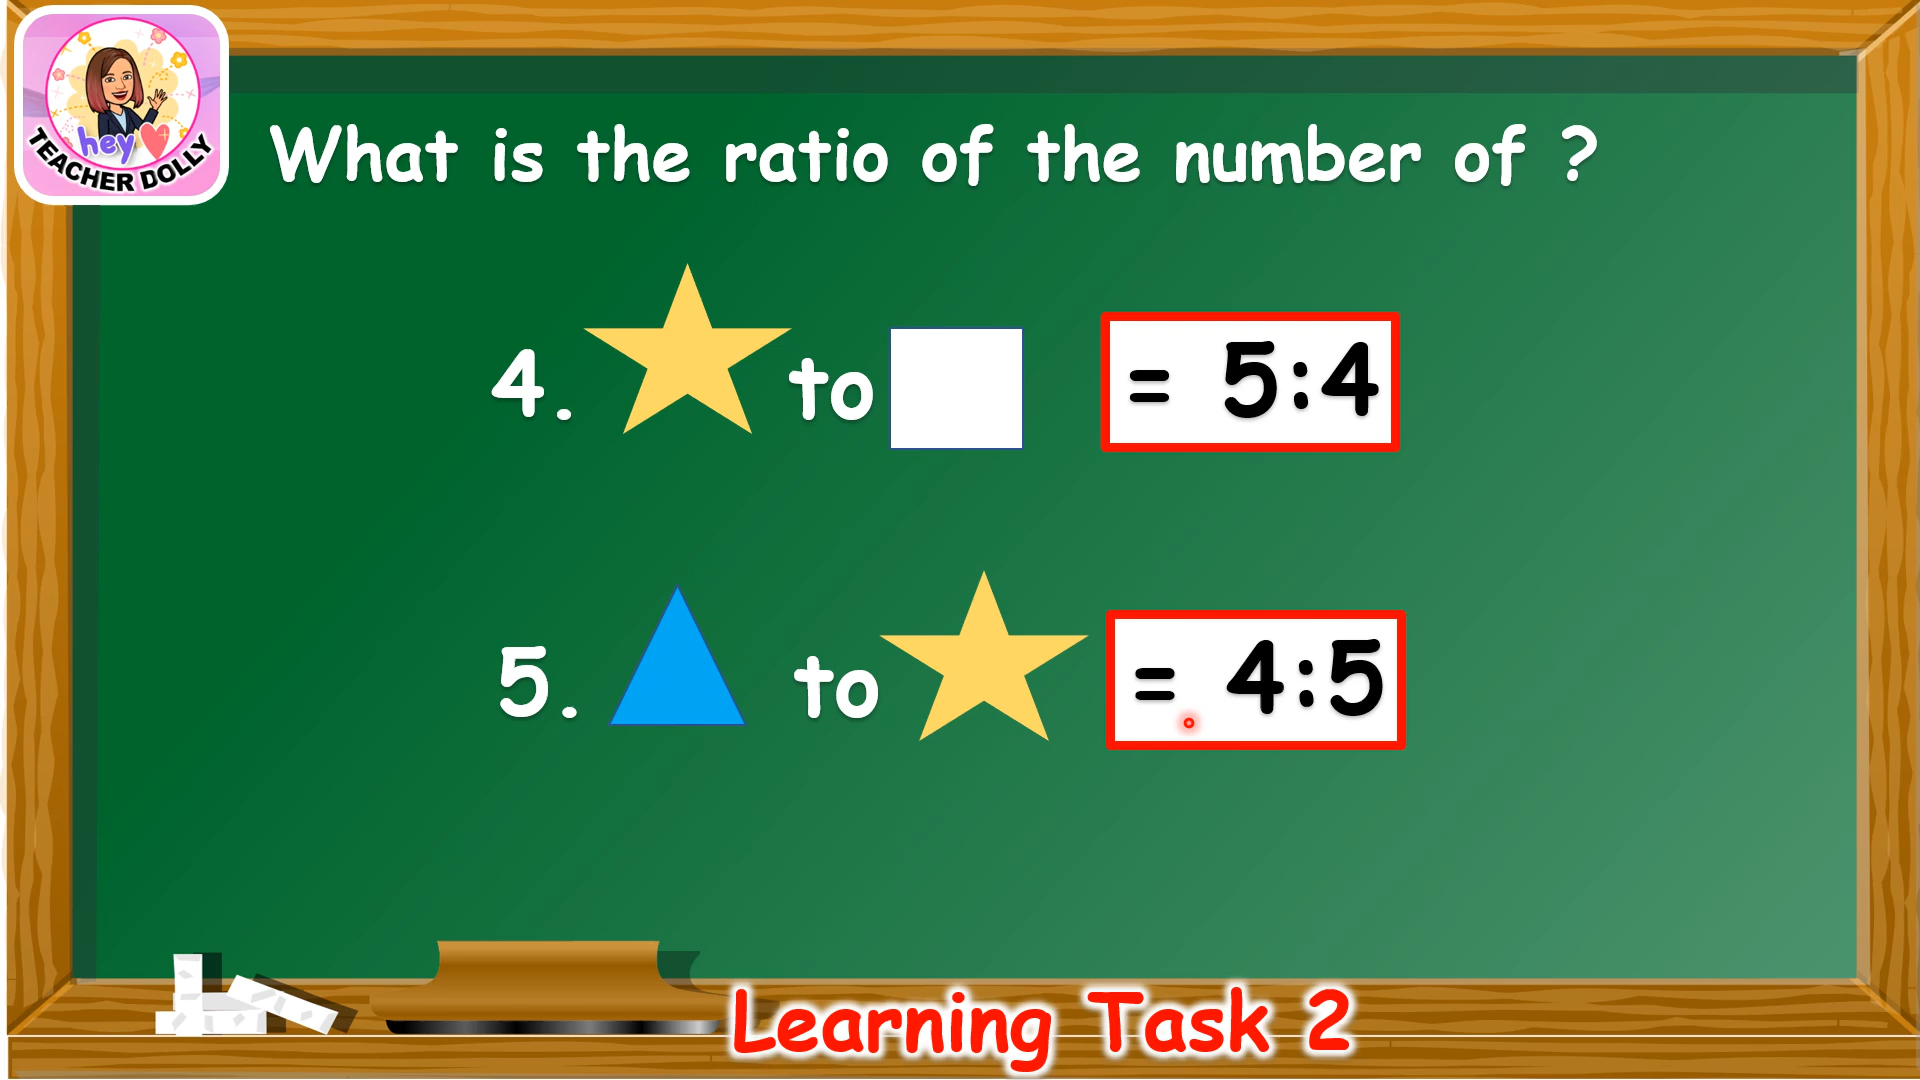 hey
TEACHER DOLLY
What is the ratio of the number of ?
4. to = 5:4
5. to = 4:5
Learning Task 2